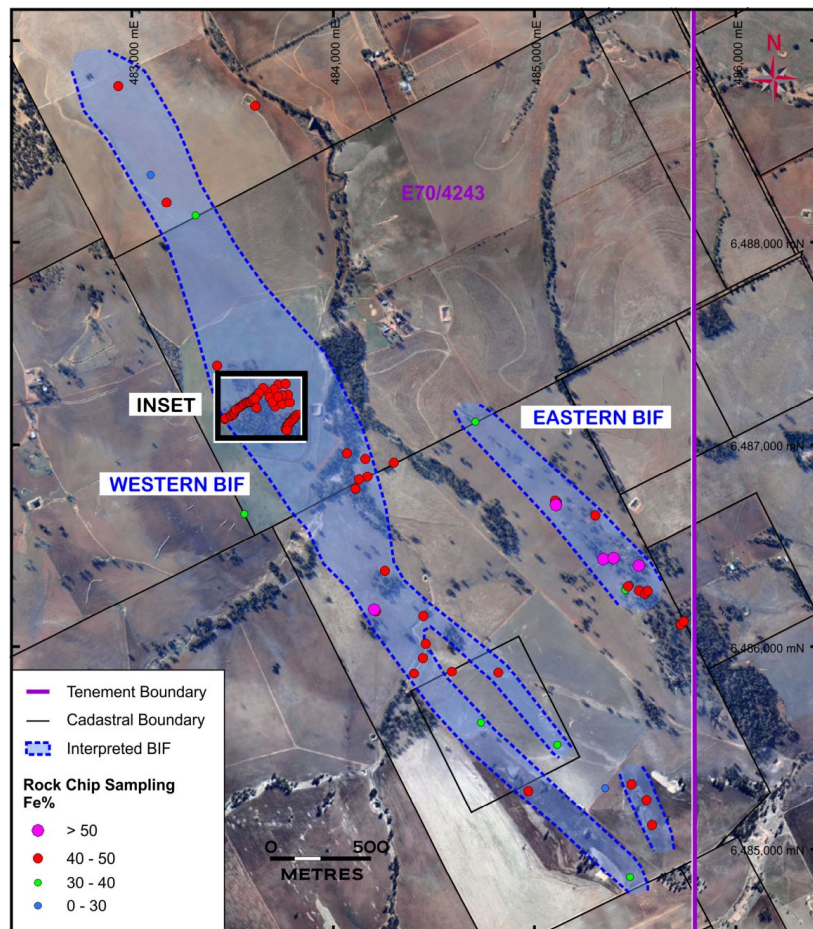 483,000 mE
484,000 mE
485,000 mE
486,000 mE
N
E70/4243
6,488,000 mN
INSET
EASTERN BIF
6,487,000 mN
WESTERN BIF
6,486,000 mN
Tenement Boundary
Cadastral Boundary
Interpreted BIF
Rock Chip Sampling
Fe%
> 50
40 - 50
30 - 40
0 - 30
0 500
METRES
6,485,000 mN